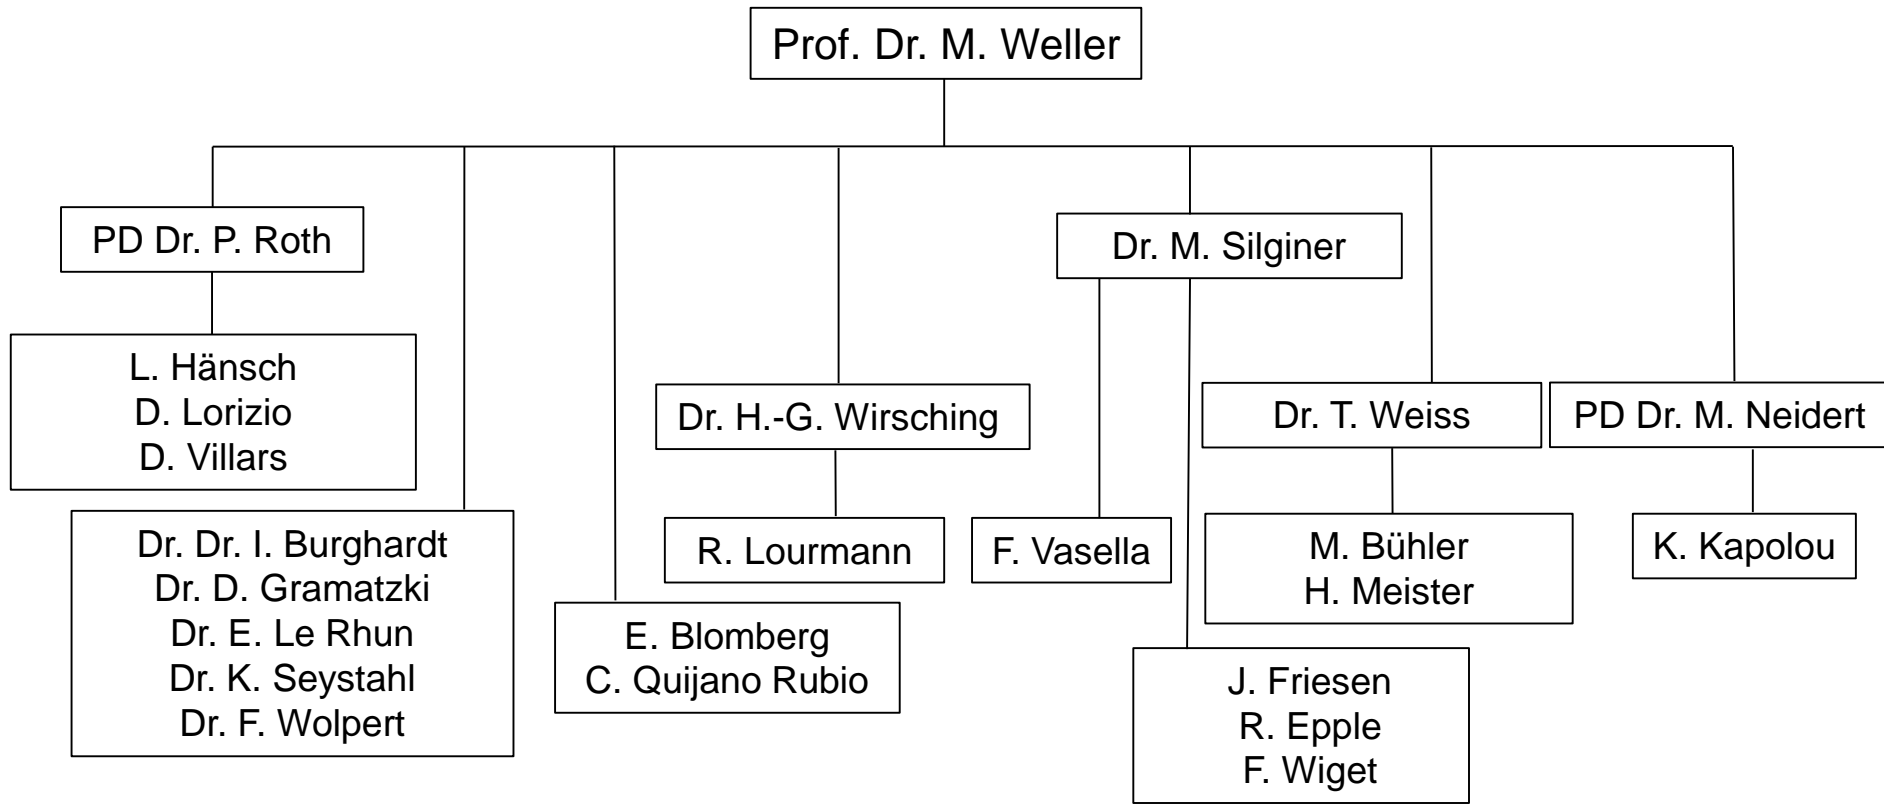 Prof. Dr. M. Weller
PD Dr. P. Roth
Dr. M. Silginer
L. Hänsch
D. Lorizio
D. Villars
Dr. H.-G. Wirsching
Dr. T. Weiss
PD Dr. M. Neidert
Dr. Dr. I. Burghardt
Dr. D. Gramatzki
Dr. E. Le Rhun
Dr. K. Seystahl
Dr. F. Wolpert
E. Blomberg
C. Quijano Rubio
R. Lourmann
F. Vasella
M. Bühler
H. Meister
K. Kapolou
J. Friesen
R. Epple
F. Wiget